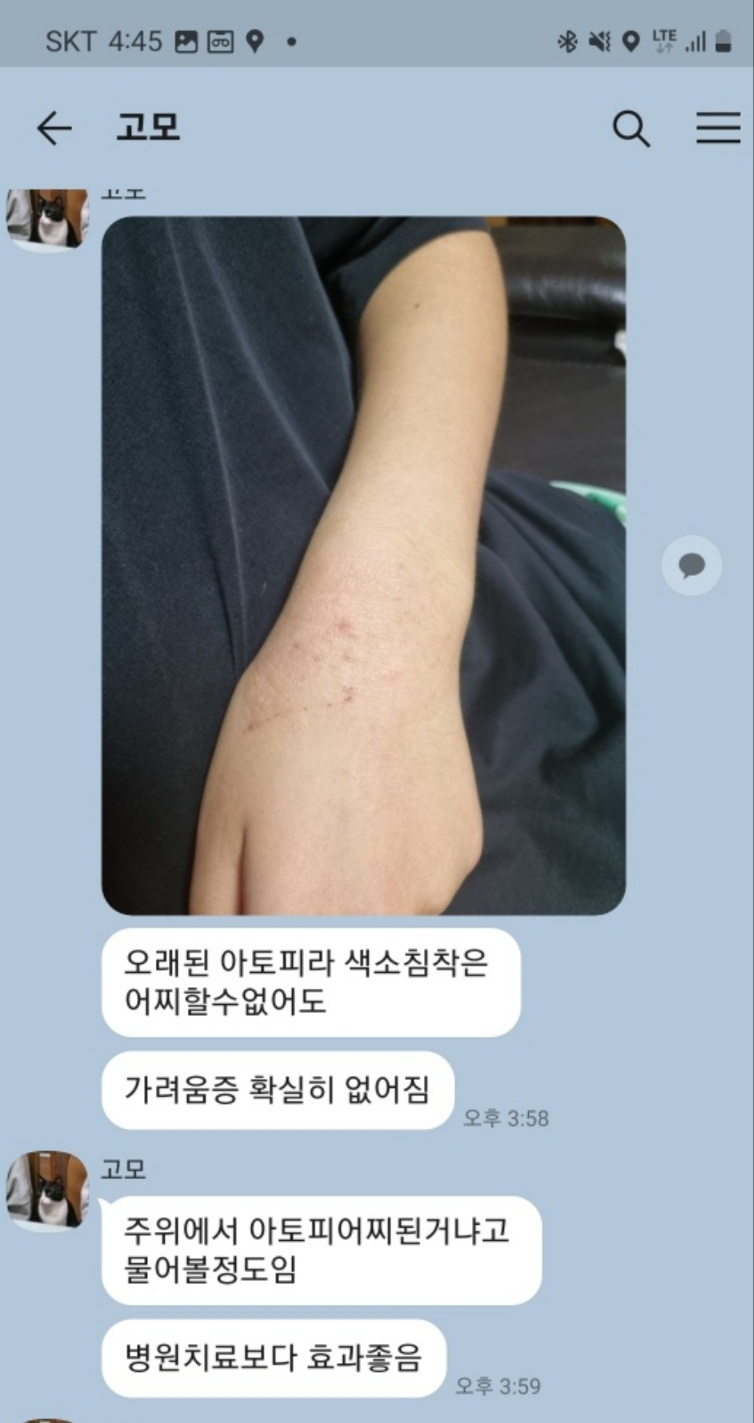 SKT 4:45
LTE
고모
고모
오래된 아토피라 색소침착은
어찌할수없어도
가려움증 확실히 없어짐
오후 3:58
고모
주위에서 아토피어찌된거냐고
물어볼정도임
병원치료보다 효과좋음
오후 3:59